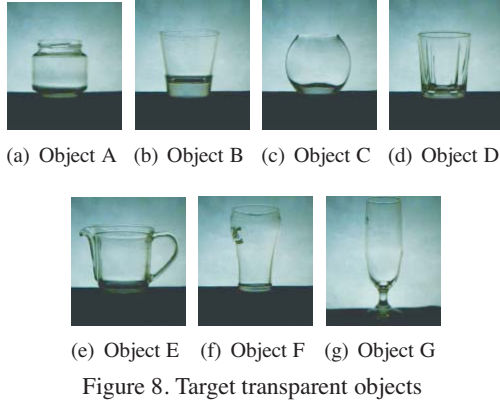 (a) Object A (b) Object B (c) Object C (d) Object D
(e) Object E (f) Object F (g) Object G
Figure 8. Target transparent objects